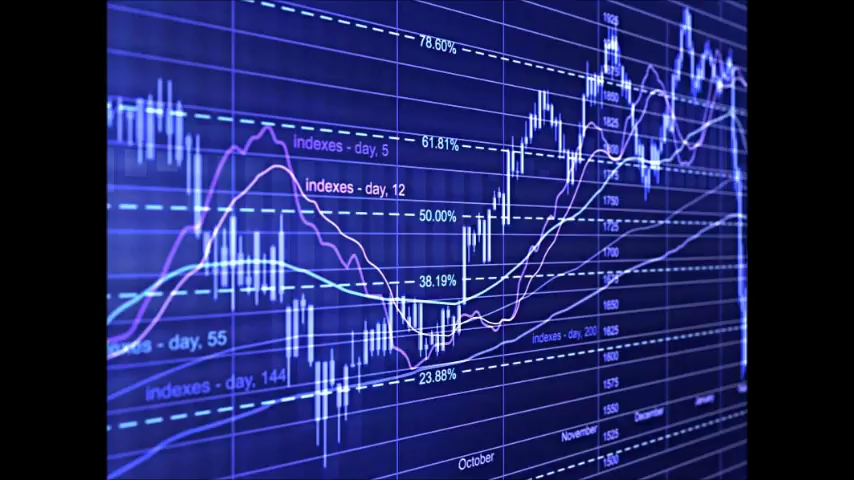 1925
78.60%
1850
1825
61.81%
indexes - day, 5
indexes - day, 12
1750
50.00%
1725
1700
38.19%
1650
1625
indexes - day, 200
indexes - day, 55
1600
23.88%
indexes - day, 144
1575
1550
January
December
1525
November
October
1500